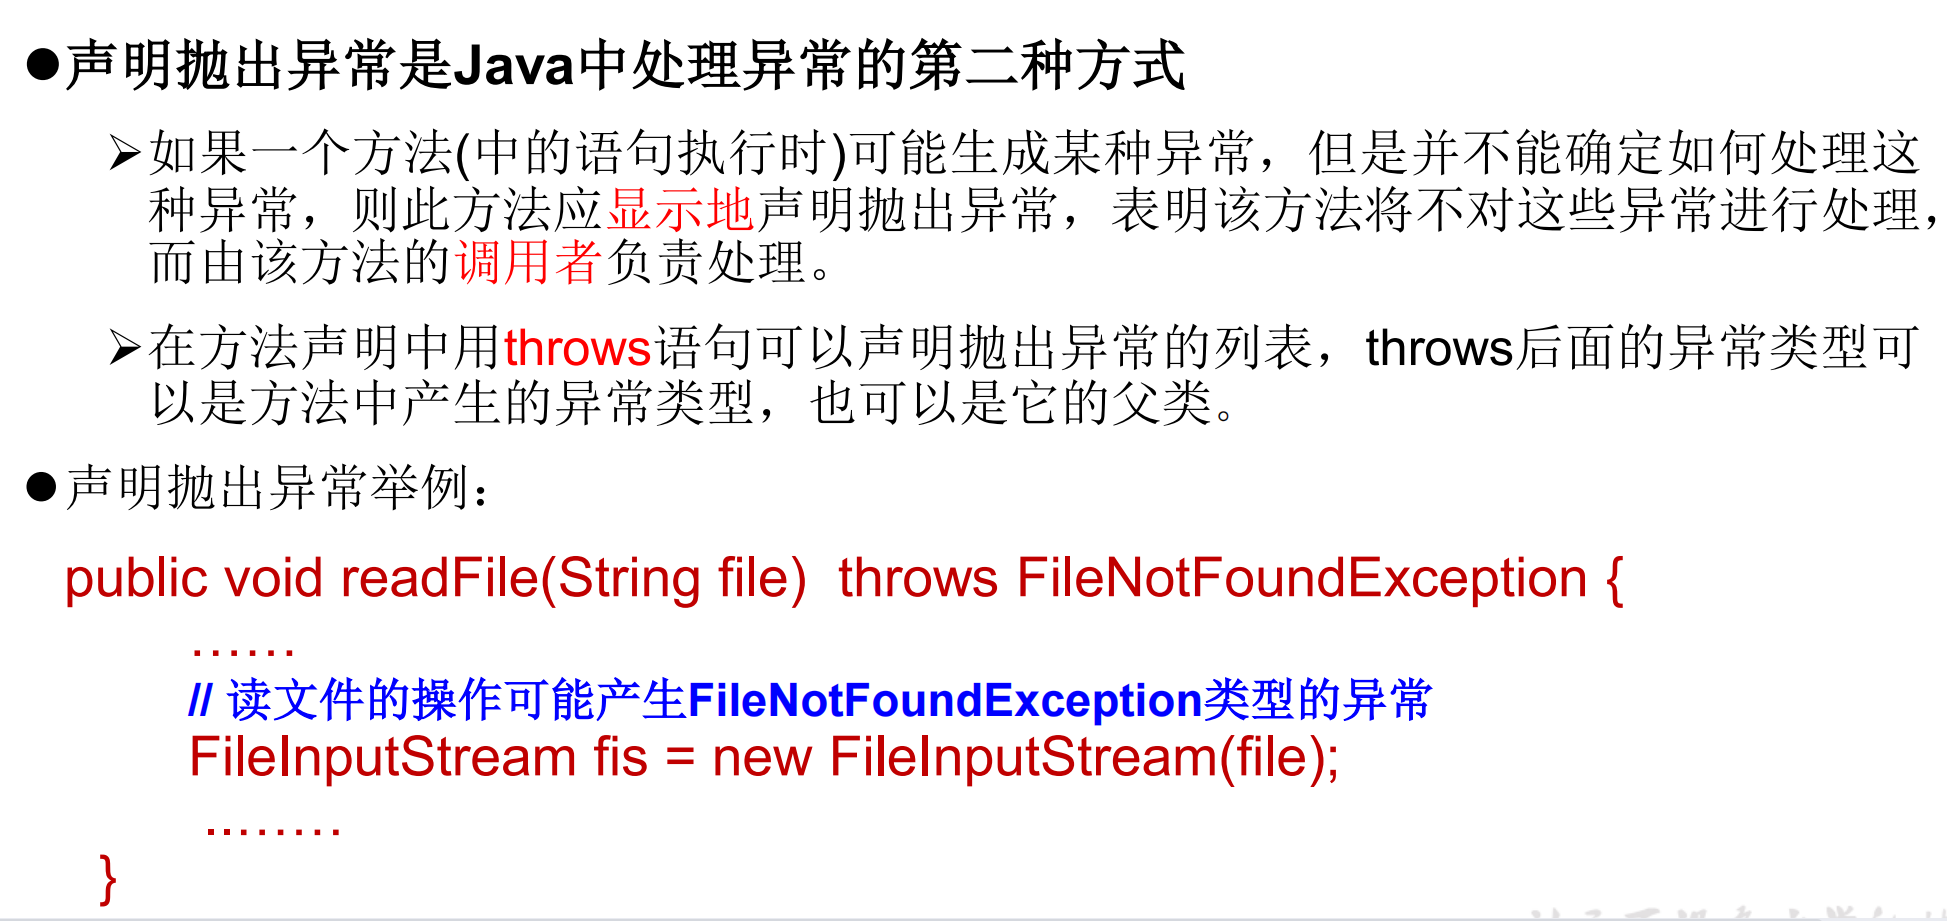 ●声明抛出异常是Java中处理异常的第二种方式
➢如果一个方法(中的语句执行时)可能生成某种异常，但是并不能确定如何处理这
种异常，则此方法应显示地声明抛出异常，表明该方法将不对这些异常进行处理，
而由该方法的调用者负责处理。
➢在方法声明中用throws语句可以声明抛出异常的列表，throws后面的异常类型可
以是方法中产生的异常类型，也可以是它的父类。
●声明抛出异常举例：
public void readFile(String file)  throws FileNotFoundException {
……
// 读文件的操作可能产生FileNotFoundException类型的异常
FileInputStream fis = new FileInputStream(file);
..……
}